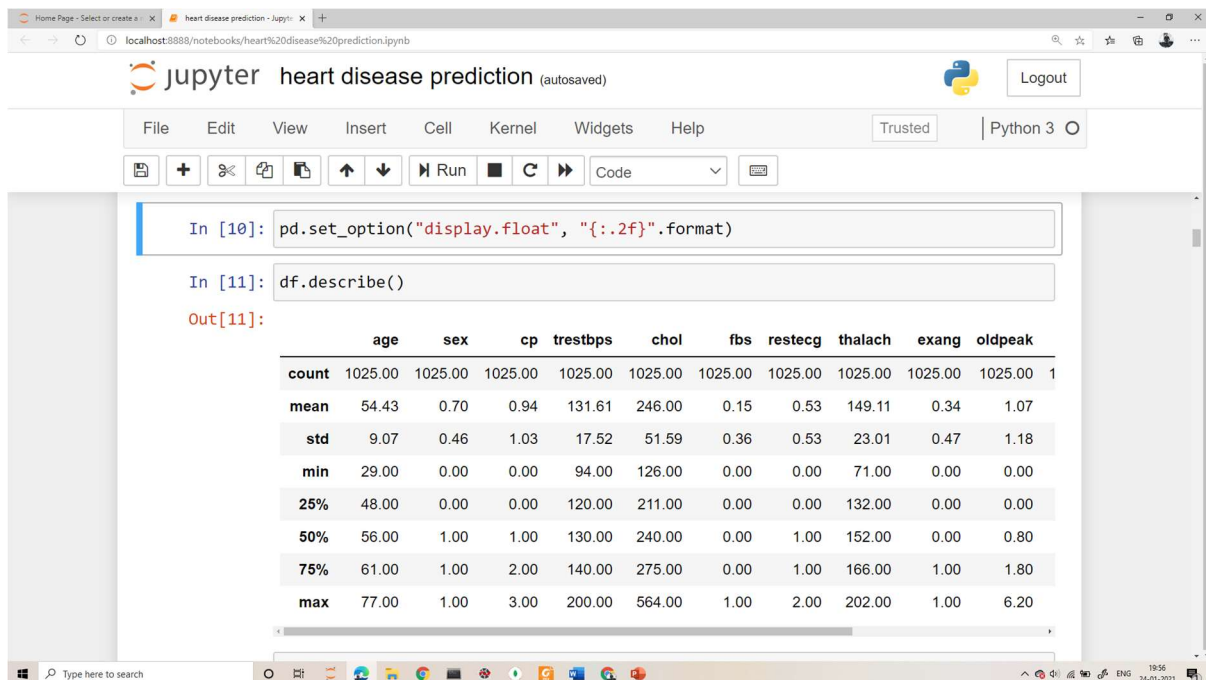 Home Page - Select or create a n
heart disease prediction - Jupyte
localhost:8888/notebooks/heart%20disease%20prediction.ipynb
jupyter heart disease prediction (autosaved)
Logout
File Edit View Insert Cell Kernel Widgets Help Trusted Python 3
Run Code
In [10]: pd.set_option("display.float", "{:.2f}".format)
In [11]: df.describe()
Out[11]:
age sex cp trestbps chol fbs restecg thalach exang oldpeak
count 1025.00 1025.00 1025.00 1025.00 1025.00 1025.00 1025.00 1025.00 1025.00 1025.00 1
mean 54.43 0.70 0.94 131.61 246.00 0.15 0.53 149.11 0.34 1.07
std 9.07 0.46 1.03 17.52 51.59 0.36 0.53 23.01 0.47 1.18
min 29.00 0.00 0.00 94.00 126.00 0.00 0.00 71.00 0.00 0.00
25% 48.00 0.00 0.00 120.00 211.00 0.00 0.00 132.00 0.00 0.00
50% 56.00 1.00 1.00 130.00 240.00 0.00 1.00 152.00 0.00 0.80
75% 61.00 1.00 2.00 140.00 275.00 0.00 1.00 166.00 1.00 1.80
max 77.00 1.00 3.00 200.00 564.00 1.00 2.00 202.00 1.00 6.20
Type here to search
ENG
19:56
24-01-2021